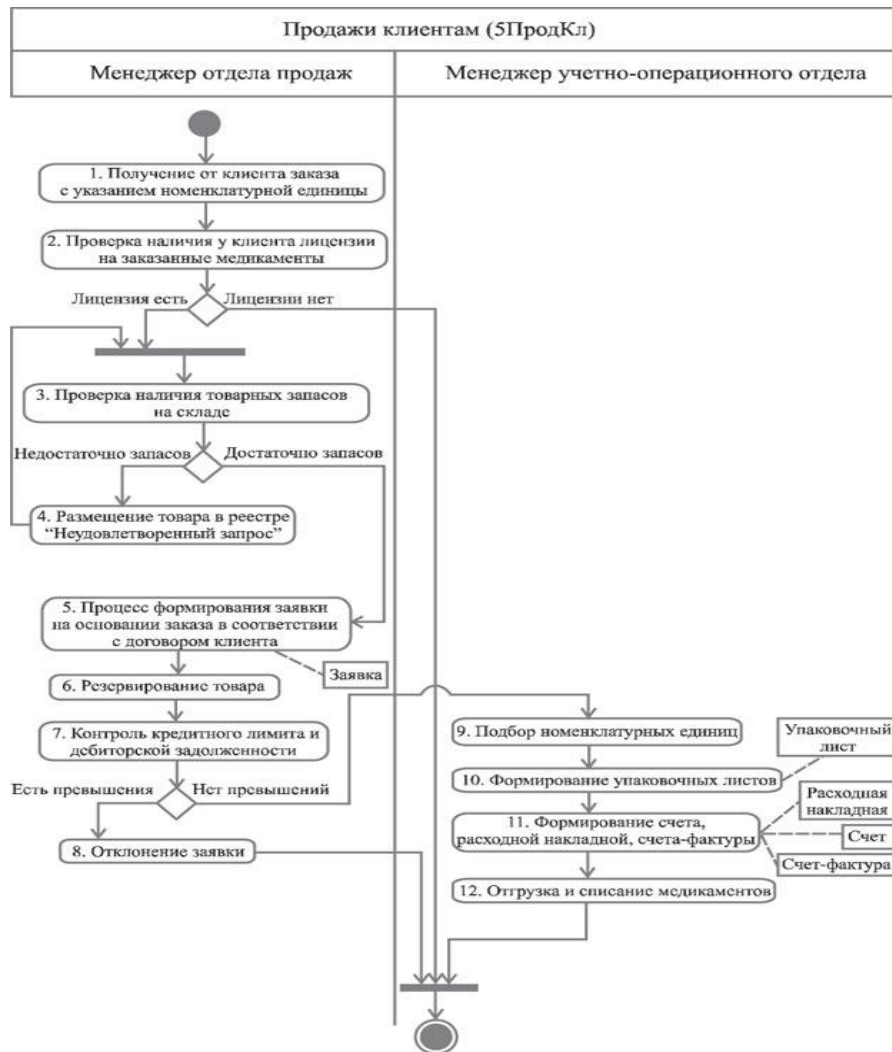 Продажи клиентам (5ПродКл)
Менеджер отдела продаж
Менеджер учетно-операционного отдела
1. Получение от клиента заказа
с указанием номенклатурной единицы
2. Проверка наличия у клиента лицензии
на заказанные медикаменты
Лицензия есть
Лицензии нет
3. Проверка наличия товарных запасов
на складе
Недостаточно запасов
Достаточно запасов
4. Размещение товара в реестре
“Неудовлетворенный запрос”
5. Процесс формирования заявки
на основании заказа в соответствии
с договором клиента
Заявка
6. Резервирование товара
7. Контроль кредитного лимита и
дебиторской задолженности
Есть превышения
Нет превышений
8. Отклонение заявки
9. Подбор номенклатурных единиц
Упаковочный
лист
10. Формирование упаковочных листов
Расходная
накладная
11. Формирование счета,
расходной накладной, счета-фактуры
Счет
Счет-фактура
12. Отгрузка и списание медикаментов